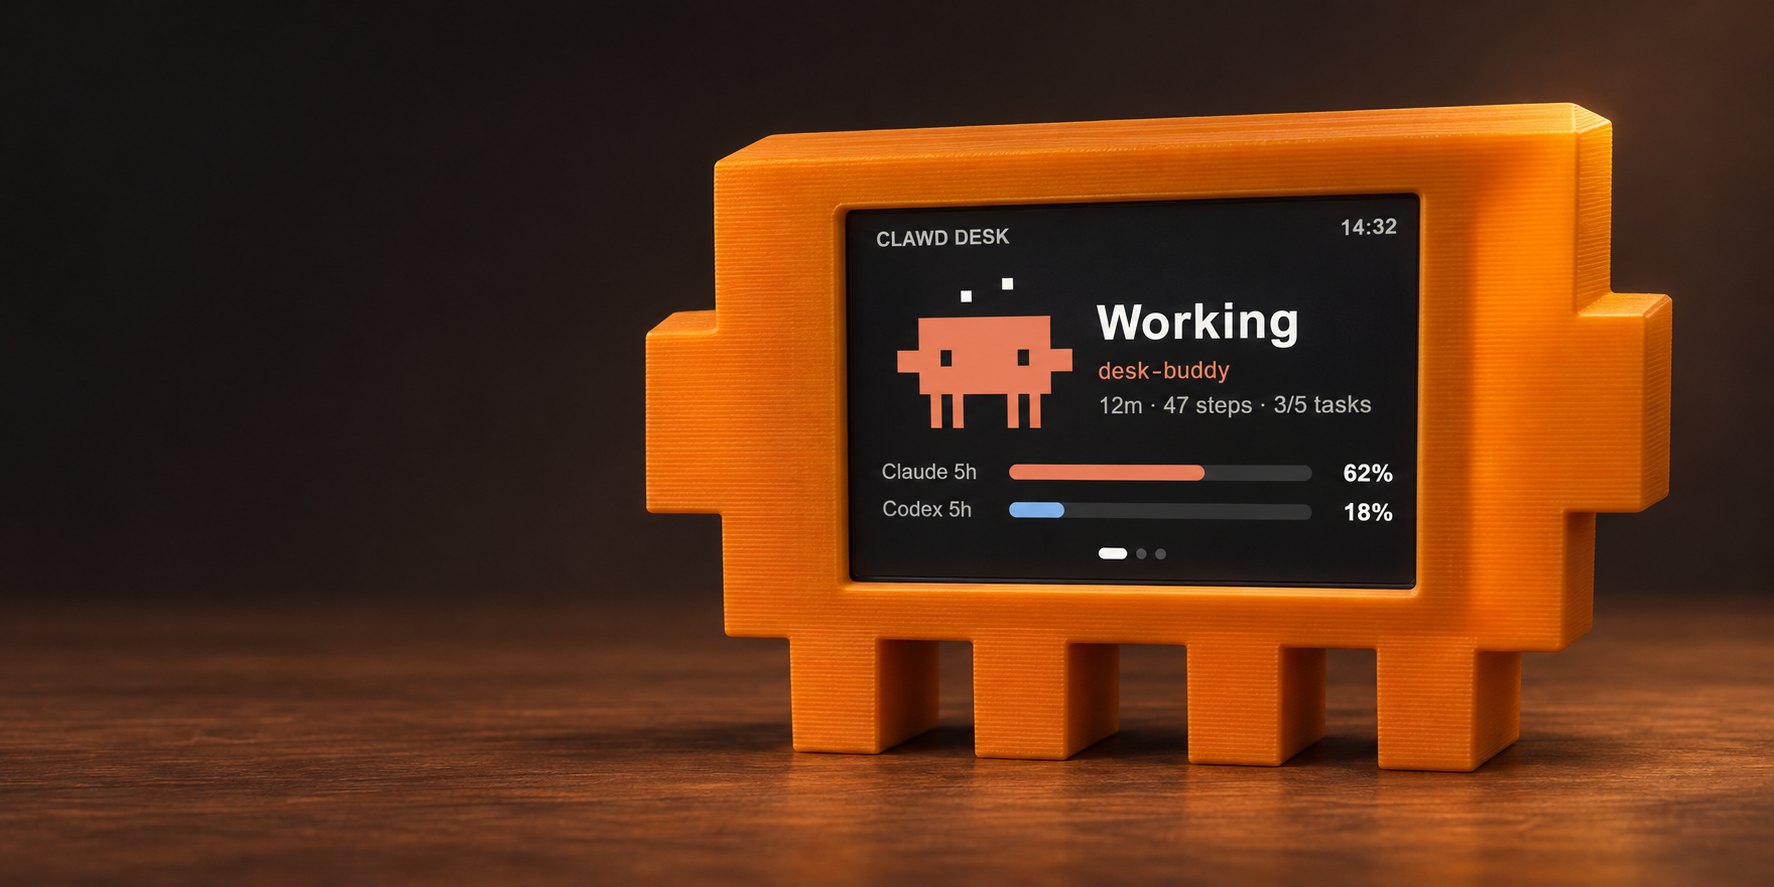 CLAWD DESK
14:32
Working
desk-buddy
12m · 47 steps · 3/5 tasks
Claude 5h 62%
Codex 5h 18%